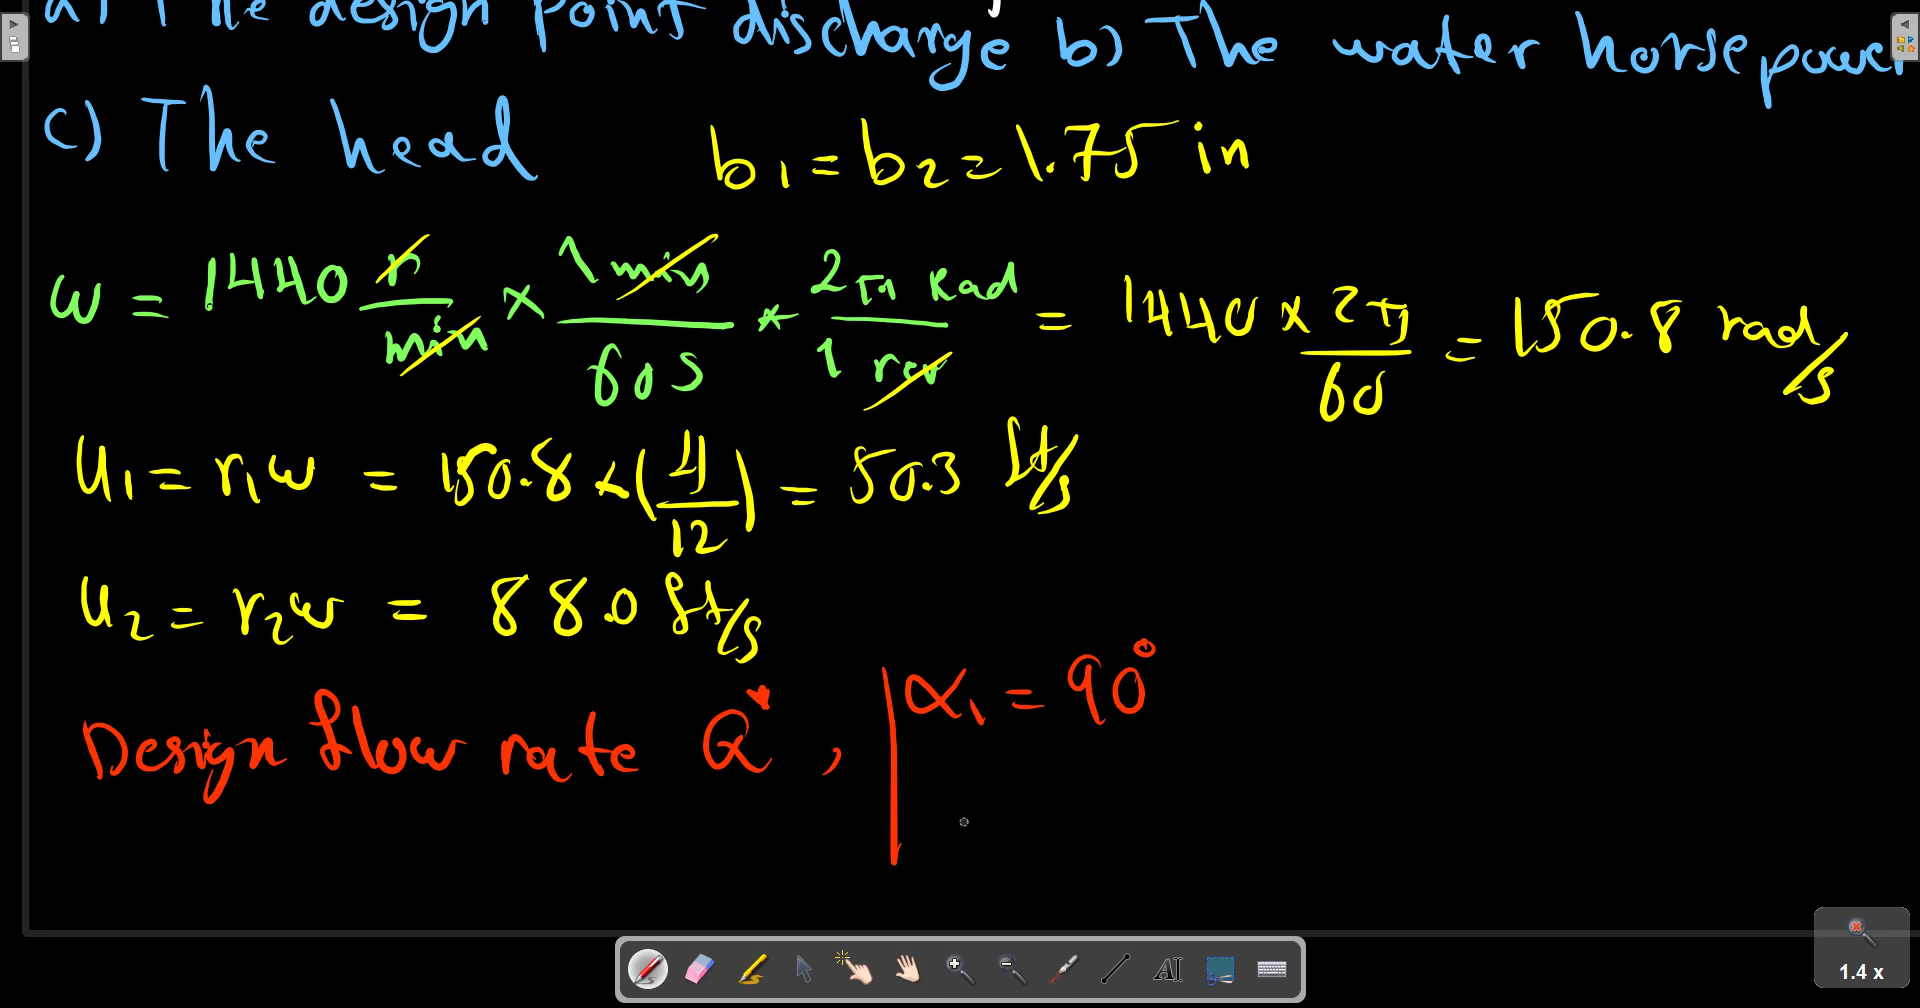 a) The design point discharge b) The water horsepower
c) The head b1 = b2 = 1.75 in
ω = 1440 r/min × 1 min/60 s * 2π Rad/1 rev = 1440 × 2π/60 = 150.8 rad/s
u1 = r1ω = 150.8 × (4/12) = 50.3 ft/s
u2 = r2ω = 88.0 ft/s
Design flow rate Q*, | α1 = 90°
AI
1.4 x